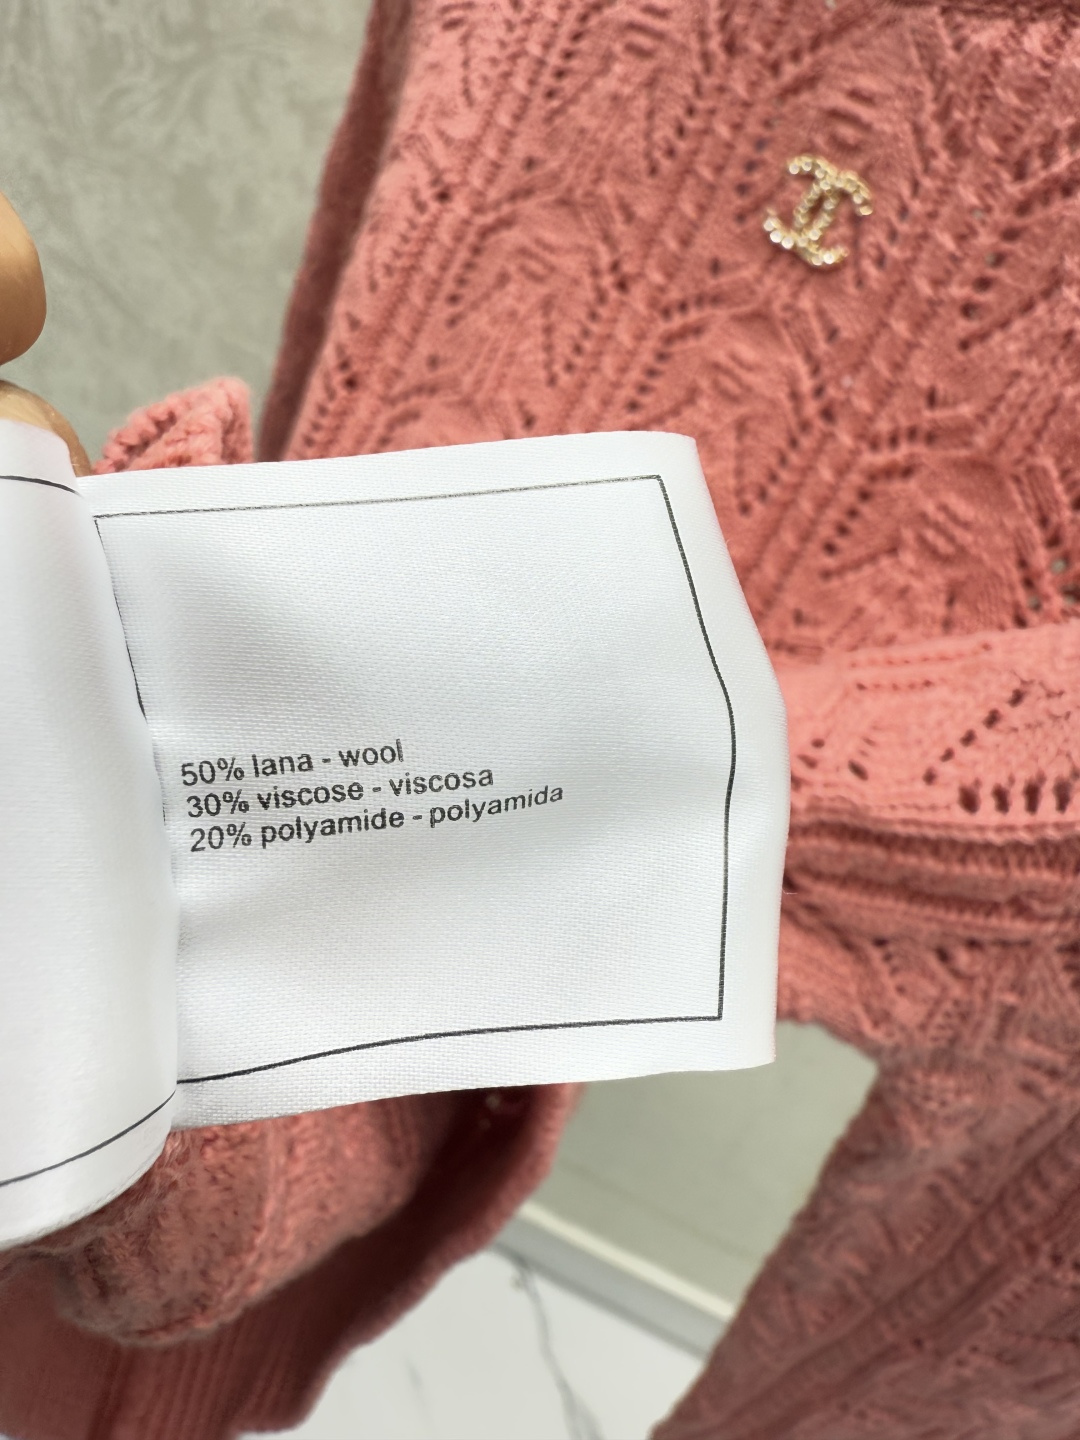 50% lana - wool
30% viscose - viscosa
20% polyamide - polyamida